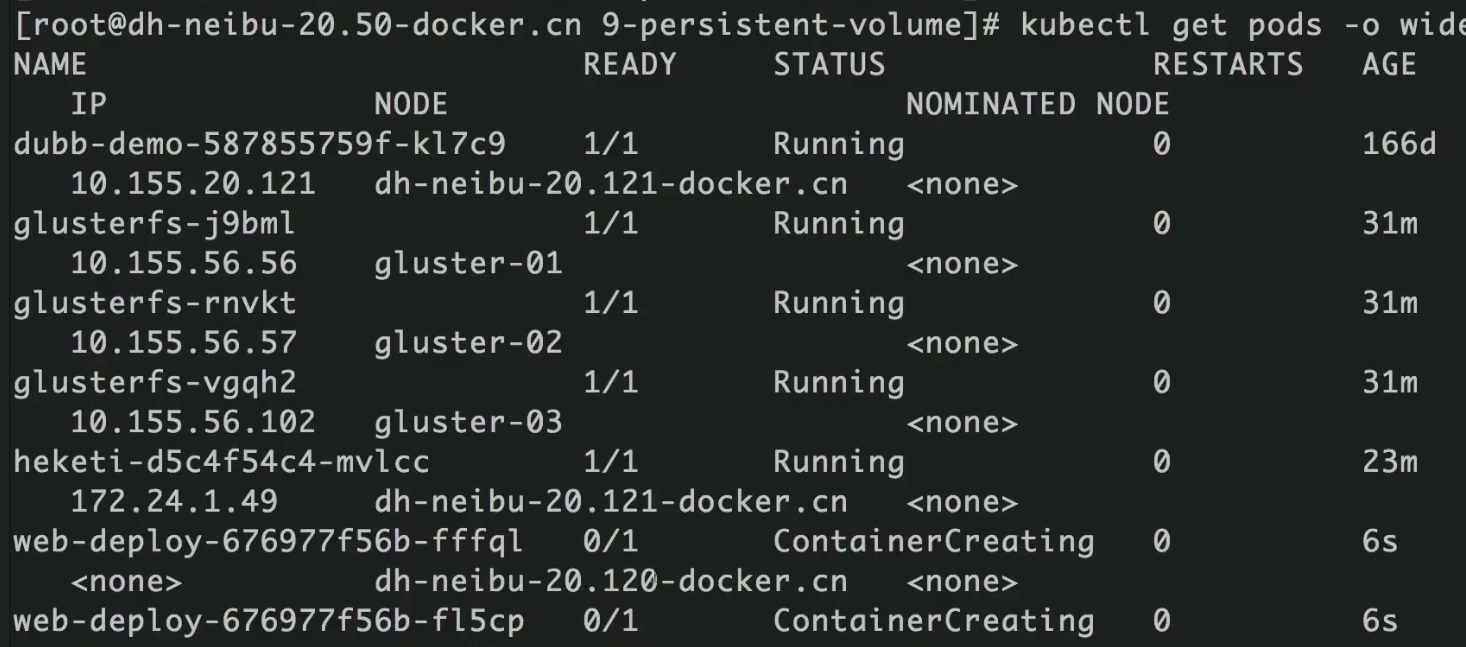 [root@dh-neibu-20.50-docker.cn 9-persistent-volume]# kubectl get pods -o wide
NAME READY STATUS RESTARTS AGE
IP NODE NOMINATED NODE
dubb-demo-587855759f-kl7c9 1/1 Running 0 166d
10.155.20.121 dh-neibu-20.121-docker.cn <none>
glusterfs-j9bml 1/1 Running 0 31m
10.155.56.56 gluster-01 <none>
glusterfs-rnvkt 1/1 Running 0 31m
10.155.56.57 gluster-02 <none>
glusterfs-vgqh2 1/1 Running 0 31m
10.155.56.102 gluster-03 <none>
heketi-d5c4f54c4-mvlcc 1/1 Running 0 23m
172.24.1.49 dh-neibu-20.121-docker.cn <none>
web-deploy-676977f56b-fffql 0/1 ContainerCreating 0 6s
<none> dh-neibu-20.120-docker.cn <none>
web-deploy-676977f56b-fl5cp 0/1 ContainerCreating 0 6s